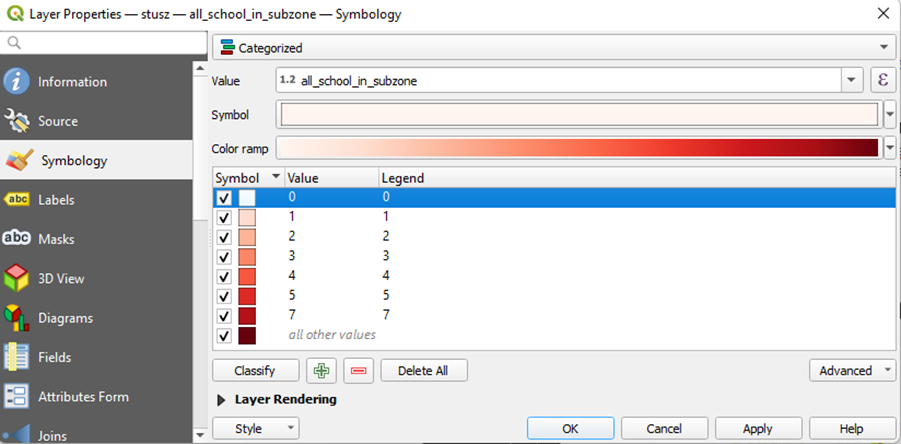 Layer Properties — stusz — all_school_in_subzone — Symbology
Categorized
Information
Value 1.2 all_school_in_subzone ε
Source
Symbol
Symbology
Color ramp
Symbol Value Legend
abc Labels
0 0
1 1
abc Masks
2 2
3 3
3D View
4 4
5 5
Diagrams
7 7
all other values
Fields
Classify Delete All Advanced
Attributes Form
Layer Rendering
Joins
Style OK Cancel Apply Help